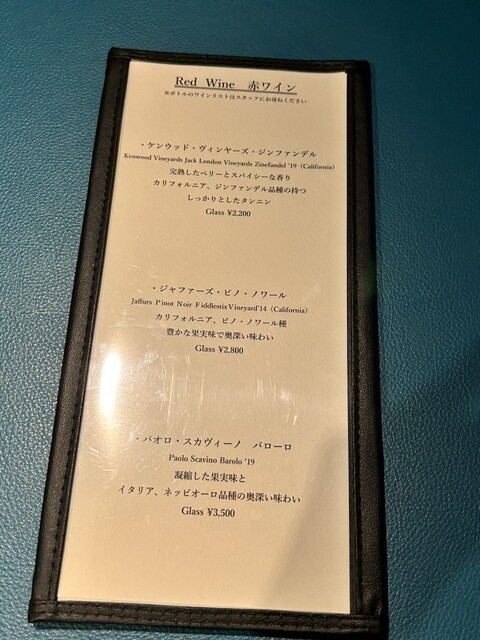 Red Wine 赤ワイン
※ボトルのワインリストはスタッフにお尋ねください
・ケンウッド・ヴィンヤーズ・ジンファンデル
Kenwood Vineyards Jack London Vineyards Zinefandel '19 (California)
完熟したベリーとスパイシーな香り
カリフォルニア、ジンファンデル品種の持つ
しっかりとしたタンニン
Glass ¥2,200
・ジャファーズ・ピノ・ノワール
Jaffurs Pinot Noir Fiddlestix Vineyard'14 (California)
カリフォルニア、ピノ・ノワール種
豊かな果実味で奥深い味わい
Glass ¥2,800
・パオロ・スカヴィーノ バローロ
Paolo Scavino Barolo '19
凝縮した果実味と
イタリア、ネッビオーロ品種の奥深い味わい
Glass ¥3,500